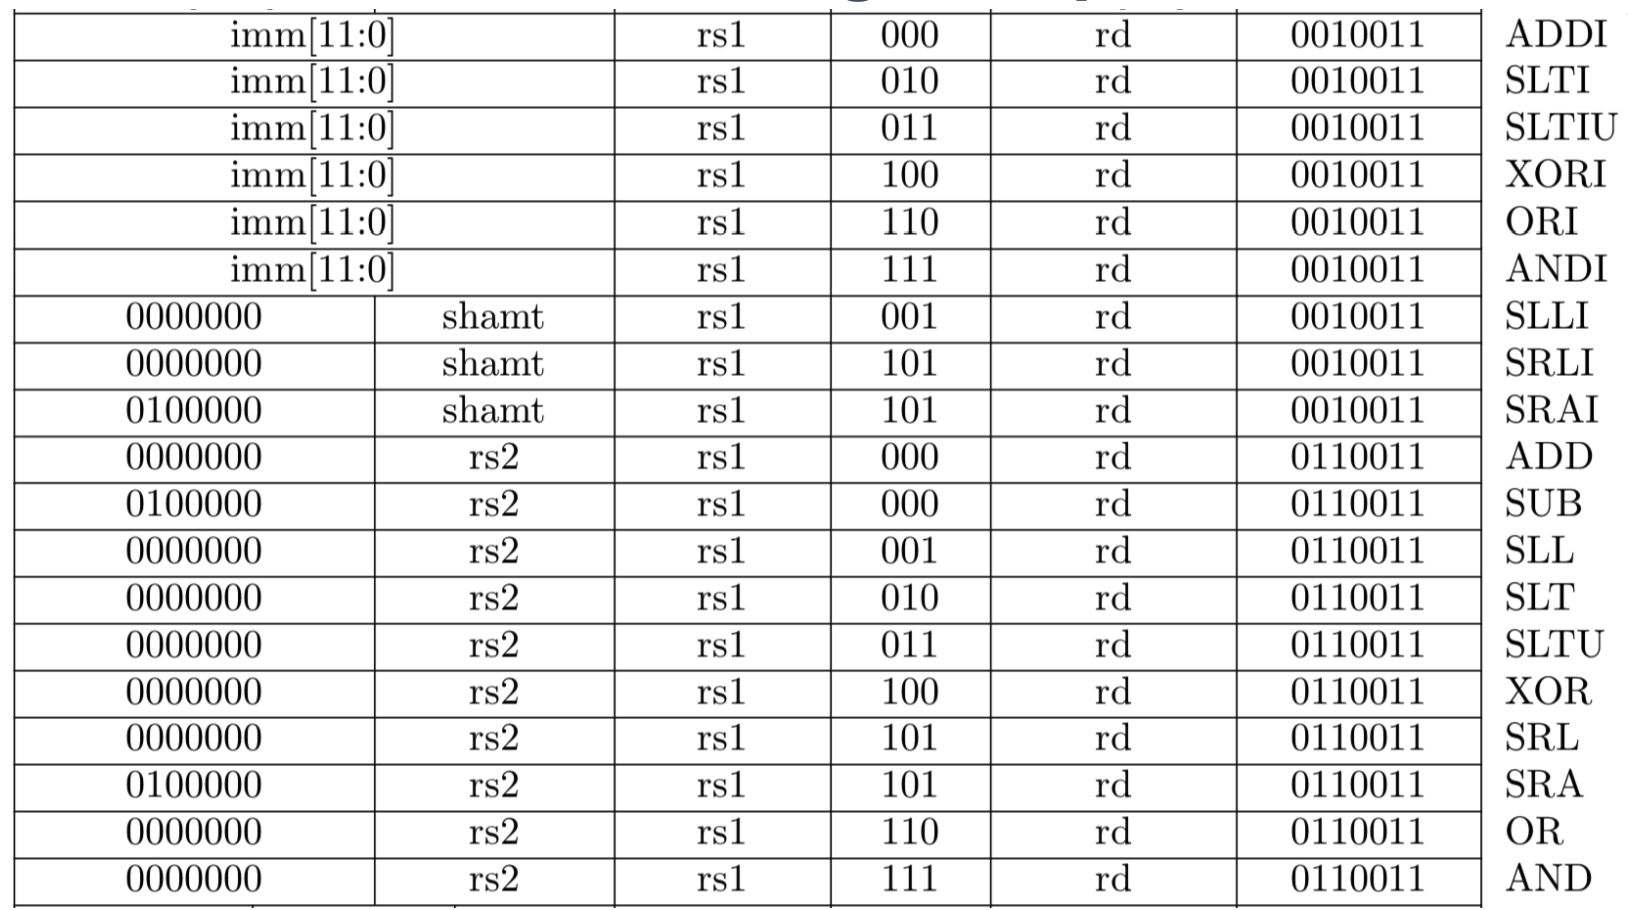 imm[11:0] rs1 000 rd 0010011 ADDI
imm[11:0] rs1 010 rd 0010011 SLTI
imm[11:0] rs1 011 rd 0010011 SLTIU
imm[11:0] rs1 100 rd 0010011 XORI
imm[11:0] rs1 110 rd 0010011 ORI
imm[11:0] rs1 111 rd 0010011 ANDI
0000000 shamt rs1 001 rd 0010011 SLLI
0000000 shamt rs1 101 rd 0010011 SRLI
0100000 shamt rs1 101 rd 0010011 SRAI
0000000 rs2 rs1 000 rd 0110011 ADD
0100000 rs2 rs1 000 rd 0110011 SUB
0000000 rs2 rs1 001 rd 0110011 SLL
0000000 rs2 rs1 010 rd 0110011 SLT
0000000 rs2 rs1 011 rd 0110011 SLTU
0000000 rs2 rs1 100 rd 0110011 XOR
0000000 rs2 rs1 101 rd 0110011 SRL
0100000 rs2 rs1 101 rd 0110011 SRA
0000000 rs2 rs1 110 rd 0110011 OR
0000000 rs2 rs1 111 rd 0110011 AND